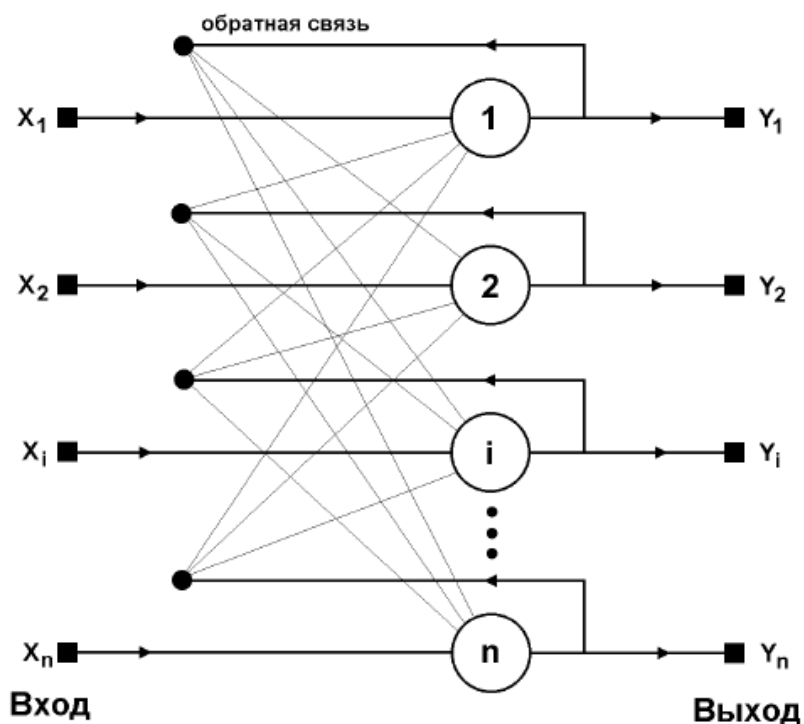 обратная связь
X1 1 Y1
X2 2 Y2
Xi i Yi
Xn n Yn
Вход Выход